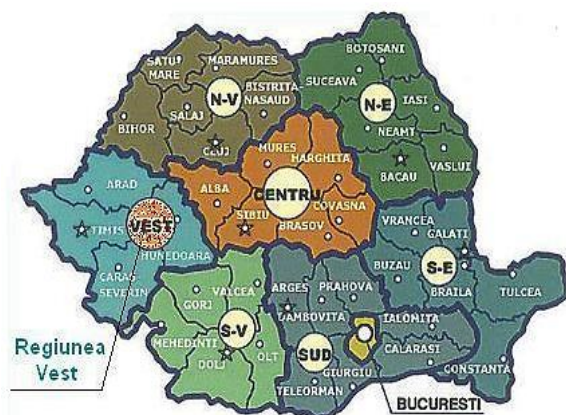 BOTOSANI
SATU
MARE
MARAMURES
SUCEAVA
BISTRITA-
NASAUD
N-V
N-E
IASI
SALAJ
BIHOR
CLUJ
NEAMT
MURES
HARGHITA
VASLUI
BACAU
ARAD
ALBA
CENTRU
COVASNA
VRANCEA
TIMIS
VEST
SIBIU
BRASOV
GALATI
HUNEDOARA
BUZAU
S-E
CARAS
SEVERIN
VALCEA
ARGES
PRAHOVA
BRAILA
TULCEA
GORJ
DAMBOVITA
IALOMITA
S-V
MEHEDINTI
OLT
SUD
CALARASI
DOLJ
GIURGIU
CONSTANTA
TELEORMAN
BUCURESTI
Regiunea
Vest